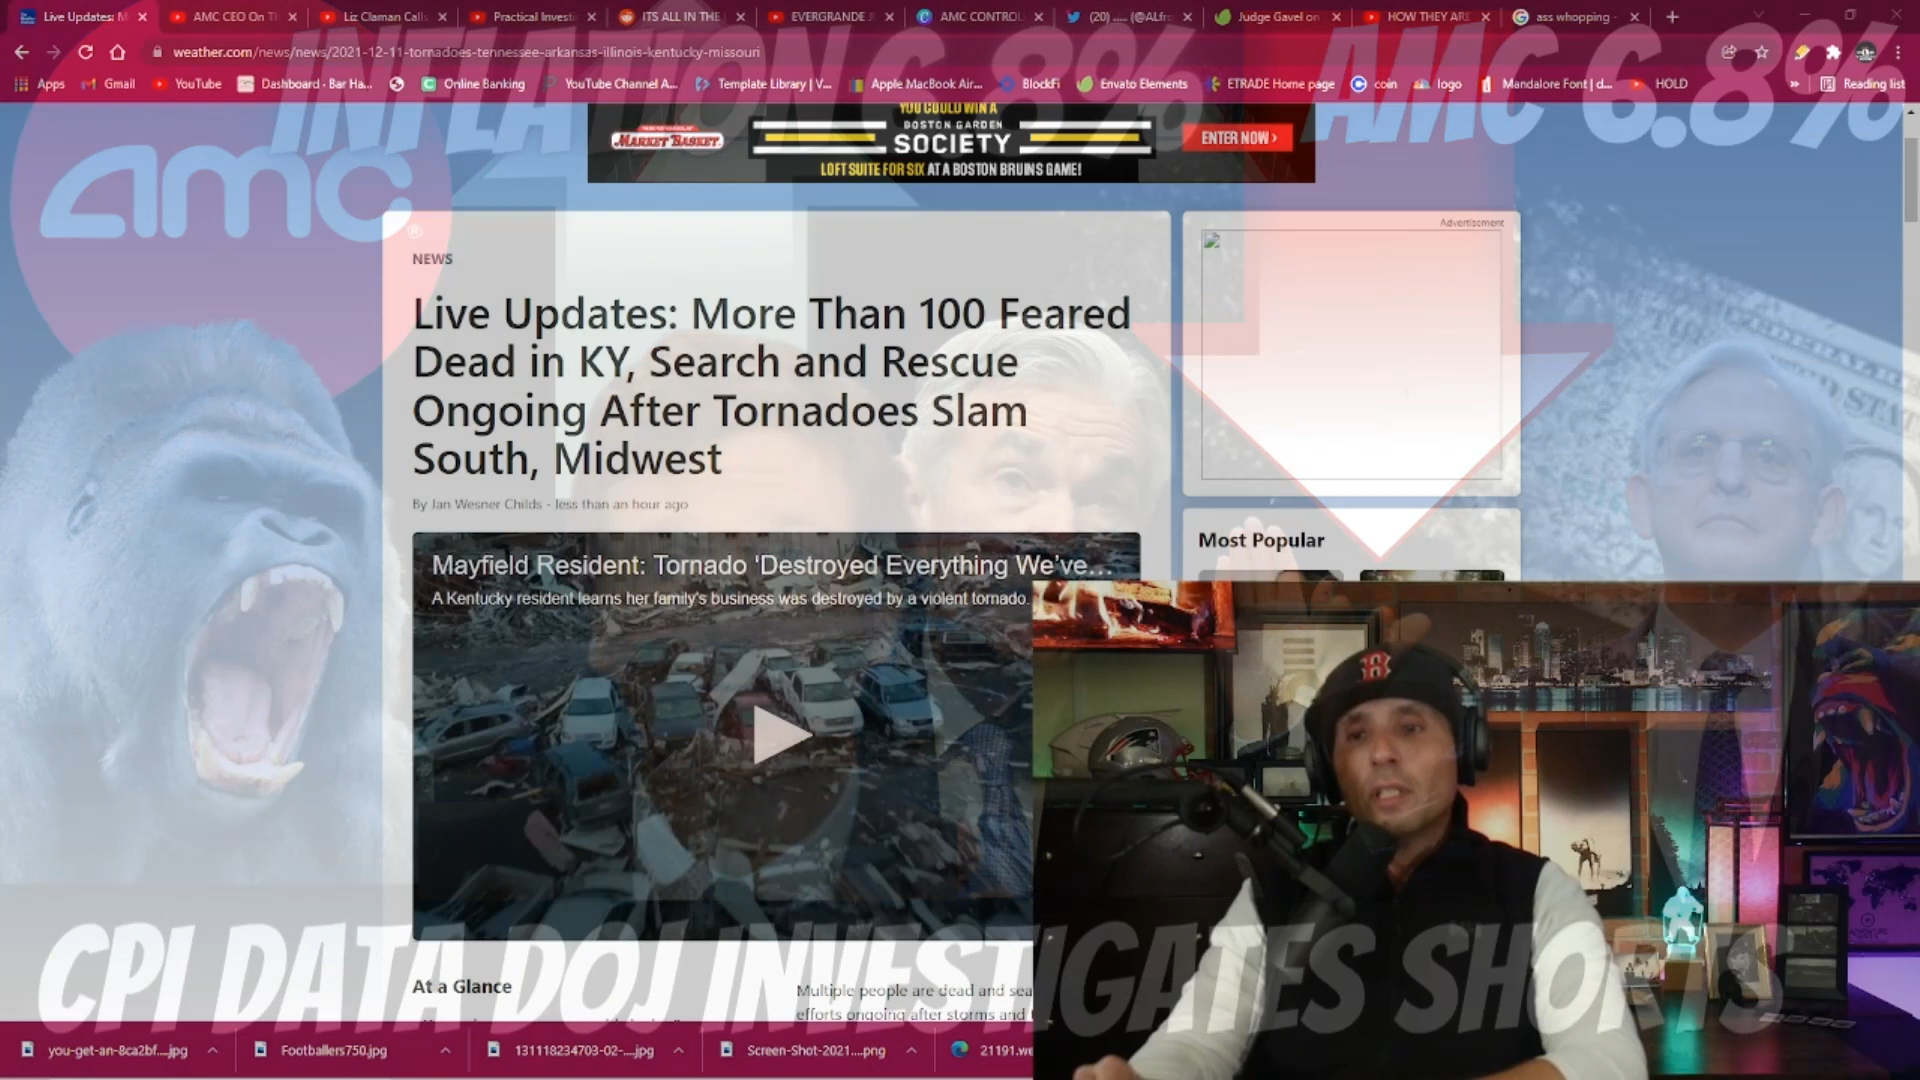 Live Updates: M
AMC CEO On T
Liz Claman Calls
Practical Investi
ITS ALL IN THE
EVERGRANDE
AMC CONTROL
(20) ..... (@ALfro
Judge Gavel on
HOW THEY ARE
ass whopping -
weather.com/news/news/2021-12-11-tornadoes-tennessee-arkansas-illinois-kentucky-missouri
Apps
Gmail
YouTube
Dashboard - Bar Ha...
Online Banking
YouTube Channel A...
Template Library | V...
Apple MacBook Air...
BlockFi
Envato Elements
ETRADE Home page
coin
logo
Mandalore Font | d...
HOLD
Reading list
INFLATION 6.8%
AMC 6.8%
YOU COULD WIN A
MARKET BASKET
BOSTON GARDEN
SOCIETY
LOFT SUITE FOR SIX AT A BOSTON BRUINS GAME!
ENTER NOW ›
amc
®
Advertisement
NEWS
Live Updates: More Than 100 Feared
Dead in KY, Search and Rescue
Ongoing After Tornadoes Slam
South, Midwest
By Jan Wesner Childs · less than an hour ago
Most Popular
Mayfield Resident: Tornado ‘Destroyed Everything We’ve...
A Kentucky resident learns her family's business was destroyed by a violent tornado.
B
CPI DATA DOJ INVESTIGATES SHORTS
At a Glance
Multiple people are dead and sea
efforts ongoing after storms and
you-get-an-8ca2bf....jpg
Footballers750.jpg
131118234703-02-....jpg
Screen-Shot-2021....png
21191.we